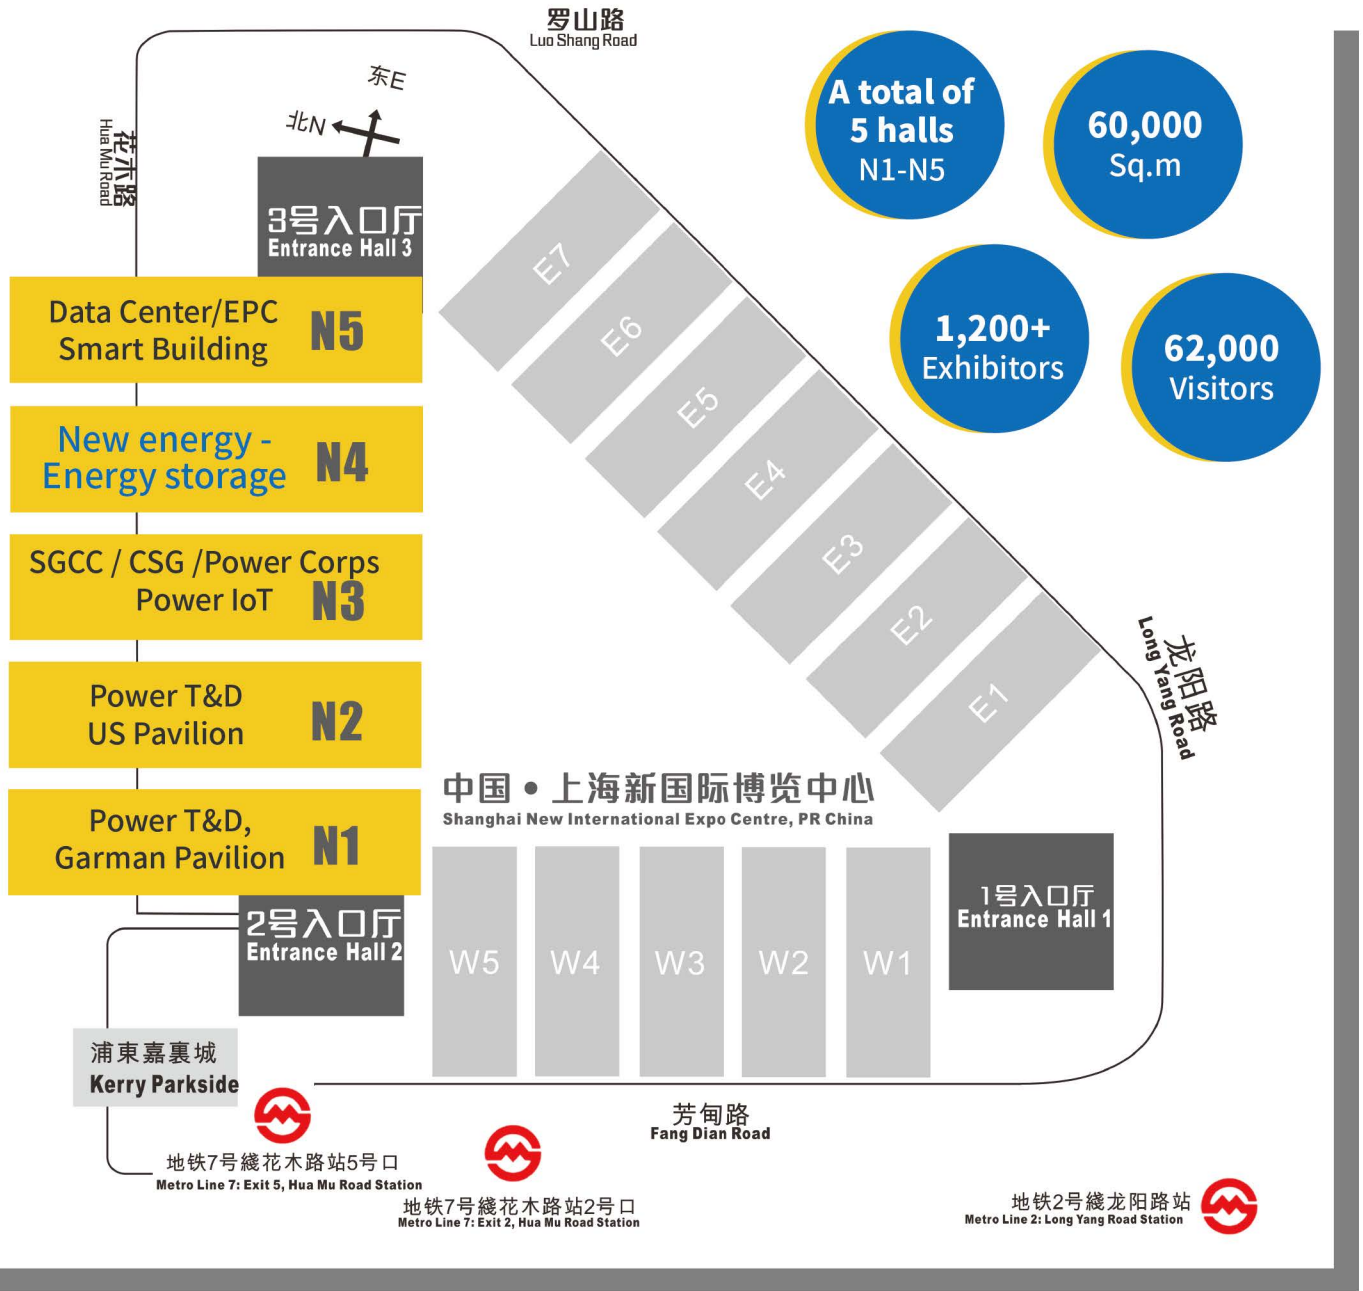 罗山路
Luo Shang Road
东E
北N
花木路
Hua Mu Road
3号入口厅
Entrance Hall 3
A total of
5 halls
N1-N5
60,000
Sq.m
1,200+
Exhibitors
62,000
Visitors
Data Center/EPC
Smart Building
N5
New energy -
Energy storage
N4
SGCC / CSG /Power Corps
Power IoT
N3
Power T&D
US Pavilion
N2
Power T&D,
Garman Pavilion
N1
E7
E6
E5
E4
E3
E2
E1
龙阳路
Long Yang Road
中国•上海新国际博览中心
Shanghai New International Expo Centre, PR China
2号入口厅
Entrance Hall 2
W5
W4
W3
W2
W1
1号入口厅
Entrance Hall 1
浦東嘉裏城
Kerry Parkside
芳甸路
Fang Dian Road
地铁7号綫花木路站5号口
Metro Line 7: Exit 5, Hua Mu Road Station
地铁7号綫花木路站2号口
Metro Line 7: Exit 2, Hua Mu Road Station
地铁2号綫龙阳路站
Metro Line 2: Long Yang Road Station